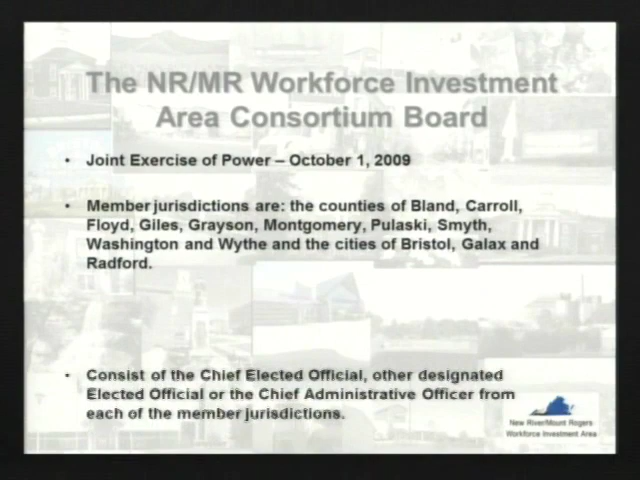 The NR/MR Workforce Investment
Area Consortium Board
• Joint Exercise of Power – October 1, 2009
• Member jurisdictions are: the counties of Bland, Carroll,
Floyd, Giles, Grayson, Montgomery, Pulaski, Smyth,
Washington and Wythe and the cities of Bristol, Galax and
Radford.
• Consist of the Chief Elected Official, other designated
Elected Official or the Chief Administrative Officer from
each of the member jurisdictions.
New River/Mount Rogers
Workforce Investment Area